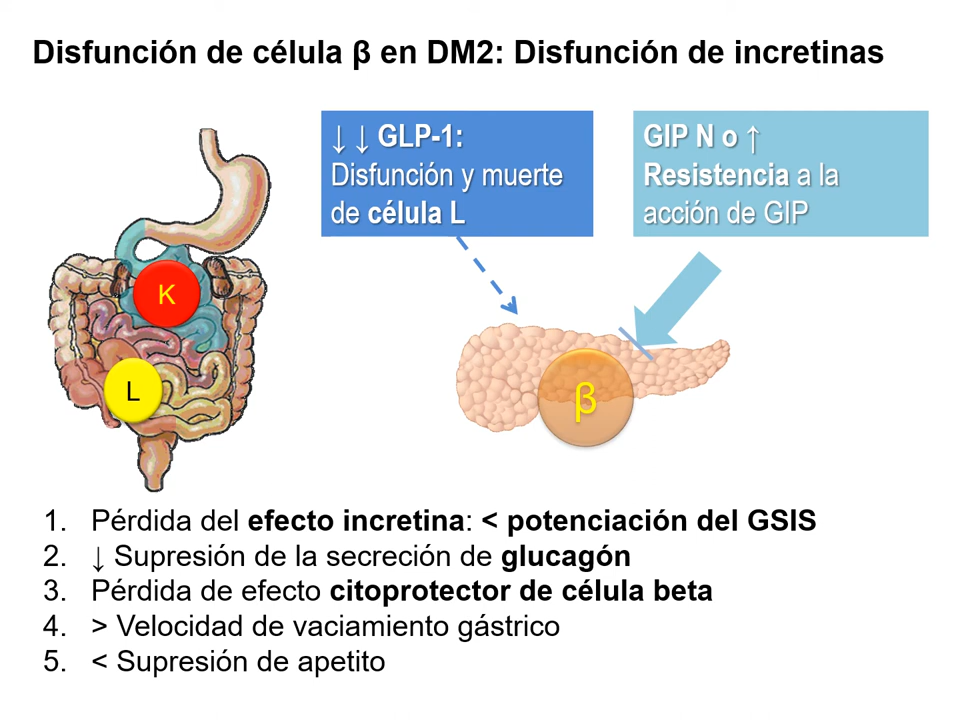 Disfunción de célula β en DM2: Disfunción de incretinas
↓ ↓ GLP-1:
Disfunción y muerte
de célula L
GIP N o ↑
Resistencia a la
acción de GIP
K
L
β
1. Pérdida del efecto incretina: < potenciación del GSIS
2. ↓ Supresión de la secreción de glucagón
3. Pérdida de efecto citoprotector de célula beta
4. > Velocidad de vaciamiento gástrico
5. < Supresión de apetito